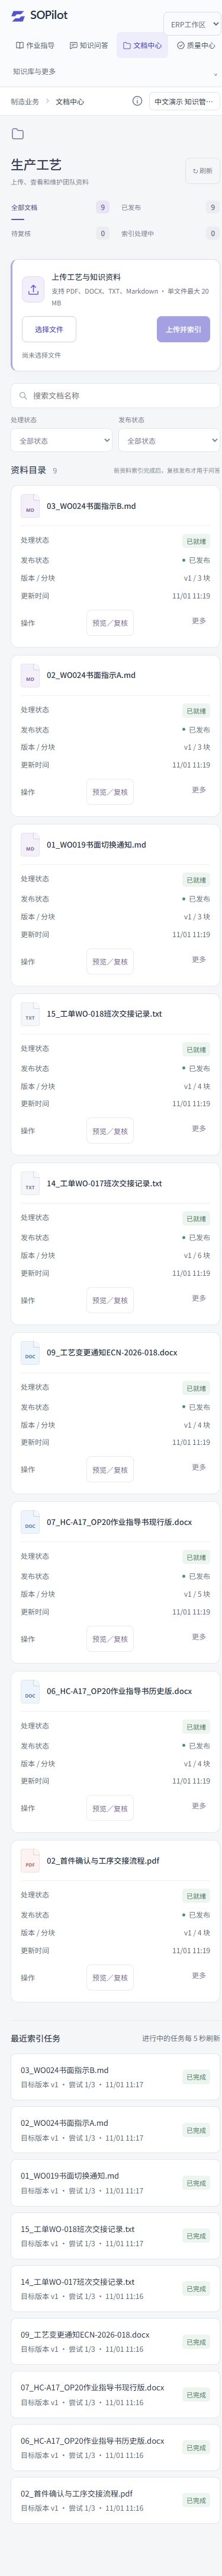 SOPilot
ERP工作区
作业指导 知识问答 文档中心 质量中心
知识库与更多
制造业务 文档中心 中文演示 知识管…
生产工艺
上传、查看和维护团队资料
刷新
全部文档 9 已发布 9
待复核 0 索引处理中 0
上传工艺与知识资料
支持 PDF、DOCX、TXT、Markdown · 单文件最大 20
MB
选择文件 上传并索引
尚未选择文件
搜索文档名称
处理状态 发布状态
全部状态 全部状态
资料目录 9 新资料索引完成后，复核发布才用于问答
MD 03_WO024书面指示B.md
处理状态 已就绪
发布状态 已发布
版本 / 分块 v1 / 3 块
更新时间 11/01 11:19
操作 预览／复核 更多
MD 02_WO024书面指示A.md
处理状态 已就绪
发布状态 已发布
版本 / 分块 v1 / 3 块
更新时间 11/01 11:19
操作 预览／复核 更多
MD 01_WO019书面切换通知.md
处理状态 已就绪
发布状态 已发布
版本 / 分块 v1 / 3 块
更新时间 11/01 11:19
操作 预览／复核 更多
TXT 15_工单WO-018班次交接记录.txt
处理状态 已就绪
发布状态 已发布
版本 / 分块 v1 / 4 块
更新时间 11/01 11:19
操作 预览／复核 更多
TXT 14_工单WO-017班次交接记录.txt
处理状态 已就绪
发布状态 已发布
版本 / 分块 v1 / 6 块
更新时间 11/01 11:19
操作 预览／复核 更多
DOC 09_工艺变更通知ECN-2026-018.docx
处理状态 已就绪
发布状态 已发布
版本 / 分块 v1 / 4 块
更新时间 11/01 11:19
操作 预览／复核 更多
DOC 07_HC-A17_OP20作业指导书现行版.docx
处理状态 已就绪
发布状态 已发布
版本 / 分块 v1 / 5 块
更新时间 11/01 11:19
操作 预览／复核 更多
DOC 06_HC-A17_OP20作业指导书历史版.docx
处理状态 已就绪
发布状态 已发布
版本 / 分块 v1 / 4 块
更新时间 11/01 11:19
操作 预览／复核 更多
PDF 02_首件确认与工序交接流程.pdf
处理状态 已就绪
发布状态 已发布
版本 / 分块 v1 / 4 块
更新时间 11/01 11:19
操作 预览／复核 更多
最近索引任务 进行中的任务每 5 秒刷新
03_WO024书面指示B.md
目标版本 v1 · 尝试 1/3 · 11/01 11:17 已完成
02_WO024书面指示A.md
目标版本 v1 · 尝试 1/3 · 11/01 11:17 已完成
01_WO019书面切换通知.md
目标版本 v1 · 尝试 1/3 · 11/01 11:17 已完成
15_工单WO-018班次交接记录.txt
目标版本 v1 · 尝试 1/3 · 11/01 11:17 已完成
14_工单WO-017班次交接记录.txt
目标版本 v1 · 尝试 1/3 · 11/01 11:16 已完成
09_工艺变更通知ECN-2026-018.docx
目标版本 v1 · 尝试 1/3 · 11/01 11:16 已完成
07_HC-A17_OP20作业指导书现行版.docx
目标版本 v1 · 尝试 1/3 · 11/01 11:16 已完成
06_HC-A17_OP20作业指导书历史版.docx
目标版本 v1 · 尝试 1/3 · 11/01 11:16 已完成
02_首件确认与工序交接流程.pdf
目标版本 v1 · 尝试 1/3 · 11/01 11:16 已完成